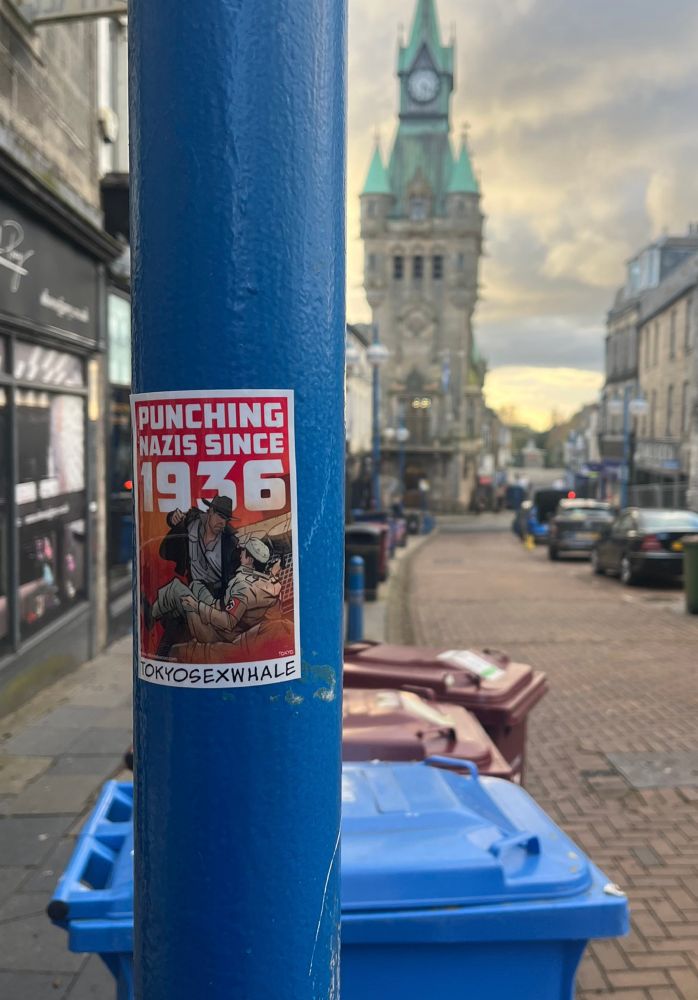 PUNCHING
NAZIS SINCE
1936
TOKYOSEXWHALE